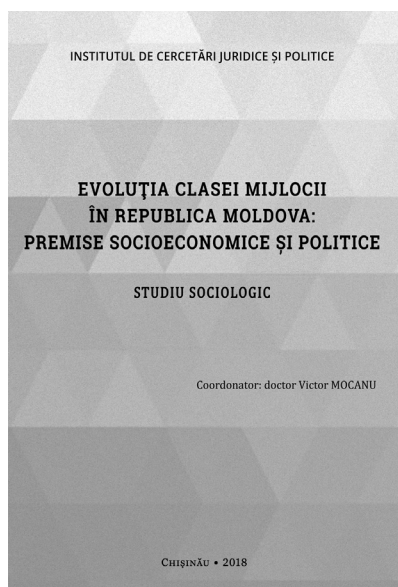 INSTITUTUL DE CERCETĂRI JURIDICE ȘI POLITICE
EVOLUŢIA CLASEI MIJLOCII
ÎN REPUBLICA MOLDOVA:
PREMISE SOCIOECONOMICE ȘI POLITICE
STUDIU SOCIOLOGIC
Coordonator: doctor Victor MOCANU
CHIȘINĂU • 2018